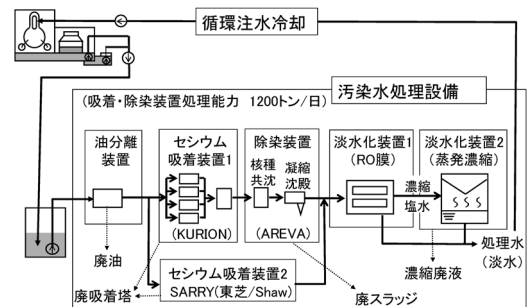 循環注水冷却
汚染水処理設備
(吸着・除染装置処理能力 1200トン/日)
油分離
装置
セシウム
吸着装置1
(KURION)
除染装置
核種
共沈
凝縮
沈殿
(AREVA)
淡水化装置1
(RO膜)
濃縮
塩水
淡水化装置2
(蒸発濃縮)
処理水
(淡水)
廃油
セシウム吸着装置2
SARRY(東芝/Shaw)
廃吸着塔
廃スラッジ
濃縮廃液